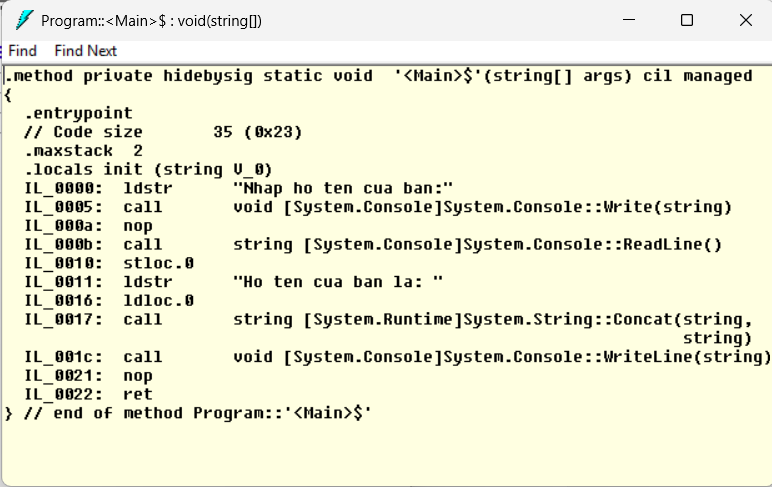 Program::<Main>$ : void(string[])
Find Find Next
.method private hidebysig static void  '<Main>$'(string[] args) cil managed
{
  .entrypoint
  // Code size       35 (0x23)
  .maxstack  2
  .locals init (string V_0)
  IL_0000:  ldstr      "Nhap ho ten cua ban:"
  IL_0005:  call       void [System.Console]System.Console::Write(string)
  IL_000a:  nop
  IL_000b:  call       string [System.Console]System.Console::ReadLine()
  IL_0010:  stloc.0
  IL_0011:  ldstr      "Ho ten cua ban la: "
  IL_0016:  ldloc.0
  IL_0017:  call       string [System.Runtime]System.String::Concat(string,
                                                                string)
  IL_001c:  call       void [System.Console]System.Console::WriteLine(string)
  IL_0021:  nop
  IL_0022:  ret
} // end of method Program::'<Main>$'